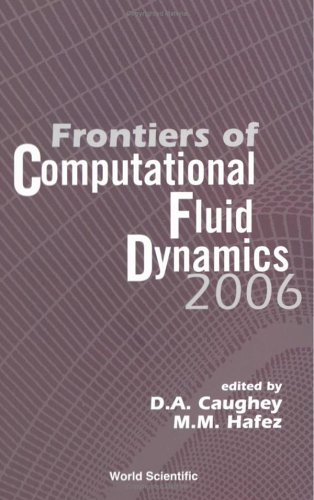 Frontiers of
Computational
Fluid
Dynamics
2006
edited by
D.A. Caughey
M.M. Hafez
World Scientific